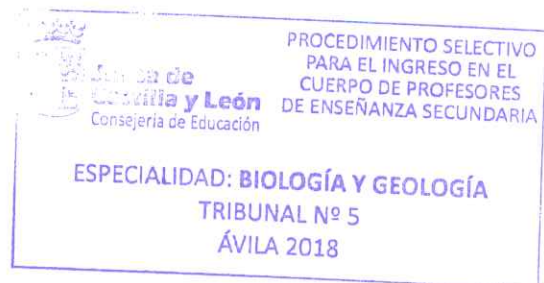 PROCEDIMIENTO SELECTIVO
PARA EL INGRESO EN EL
CUERPO DE PROFESORES
DE ENSEÑANZA SECUNDARIA
Junta de
Castilla y León
Consejería de Educación
ESPECIALIDAD: BIOLOGÍA Y GEOLOGÍA
TRIBUNAL Nº 5
ÁVILA 2018